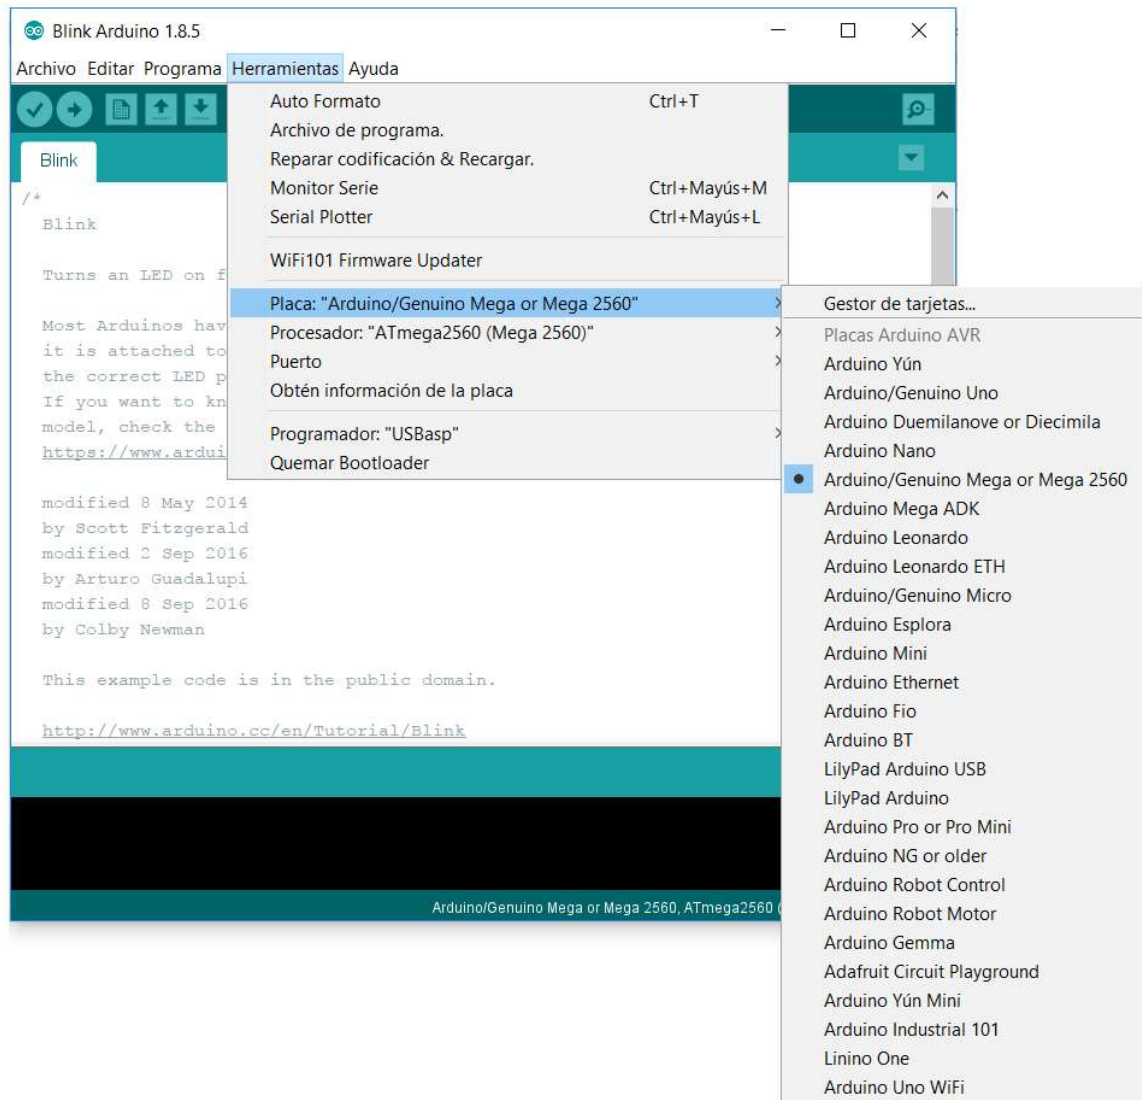 Blink Arduino 1.8.5
Archivo Editar Programa Herramientas Ayuda
Auto Formato Ctrl+T
Archivo de programa.
Reparar codificación & Recargar.
Monitor Serie Ctrl+Mayús+M
Serial Plotter Ctrl+Mayús+L
WiFi101 Firmware Updater
Placa: "Arduino/Genuino Mega or Mega 2560"
Procesador: "ATmega2560 (Mega 2560)"
Puerto
Obtén información de la placa
Programador: "USBasp"
Quemar Bootloader
Gestor de tarjetas...
Placas Arduino AVR
Arduino Yún
Arduino/Genuino Uno
Arduino Duemilanove or Diecimila
Arduino Nano
Arduino/Genuino Mega or Mega 2560
Arduino Mega ADK
Arduino Leonardo
Arduino Leonardo ETH
Arduino/Genuino Micro
Arduino Esplora
Arduino Mini
Arduino Ethernet
Arduino Fio
Arduino BT
LilyPad Arduino USB
LilyPad Arduino
Arduino Pro or Pro Mini
Arduino NG or older
Arduino Robot Control
Arduino Robot Motor
Arduino Gemma
Adafruit Circuit Playground
Arduino Yún Mini
Arduino Industrial 101
Linino One
Arduino Uno WiFi
Blink
/*
Blink
Turns an LED on f
Most Arduinos hav
it is attached to
the correct LED p
If you want to kn
model, check the
https://www.ardui
modified 8 May 2014
by Scott Fitzgerald
modified 2 Sep 2016
by Arturo Guadalupi
modified 8 Sep 2016
by Colby Newman
This example code is in the public domain.
http://www.arduino.cc/en/Tutorial/Blink
Arduino/Genuino Mega or Mega 2560, ATmega2560 (